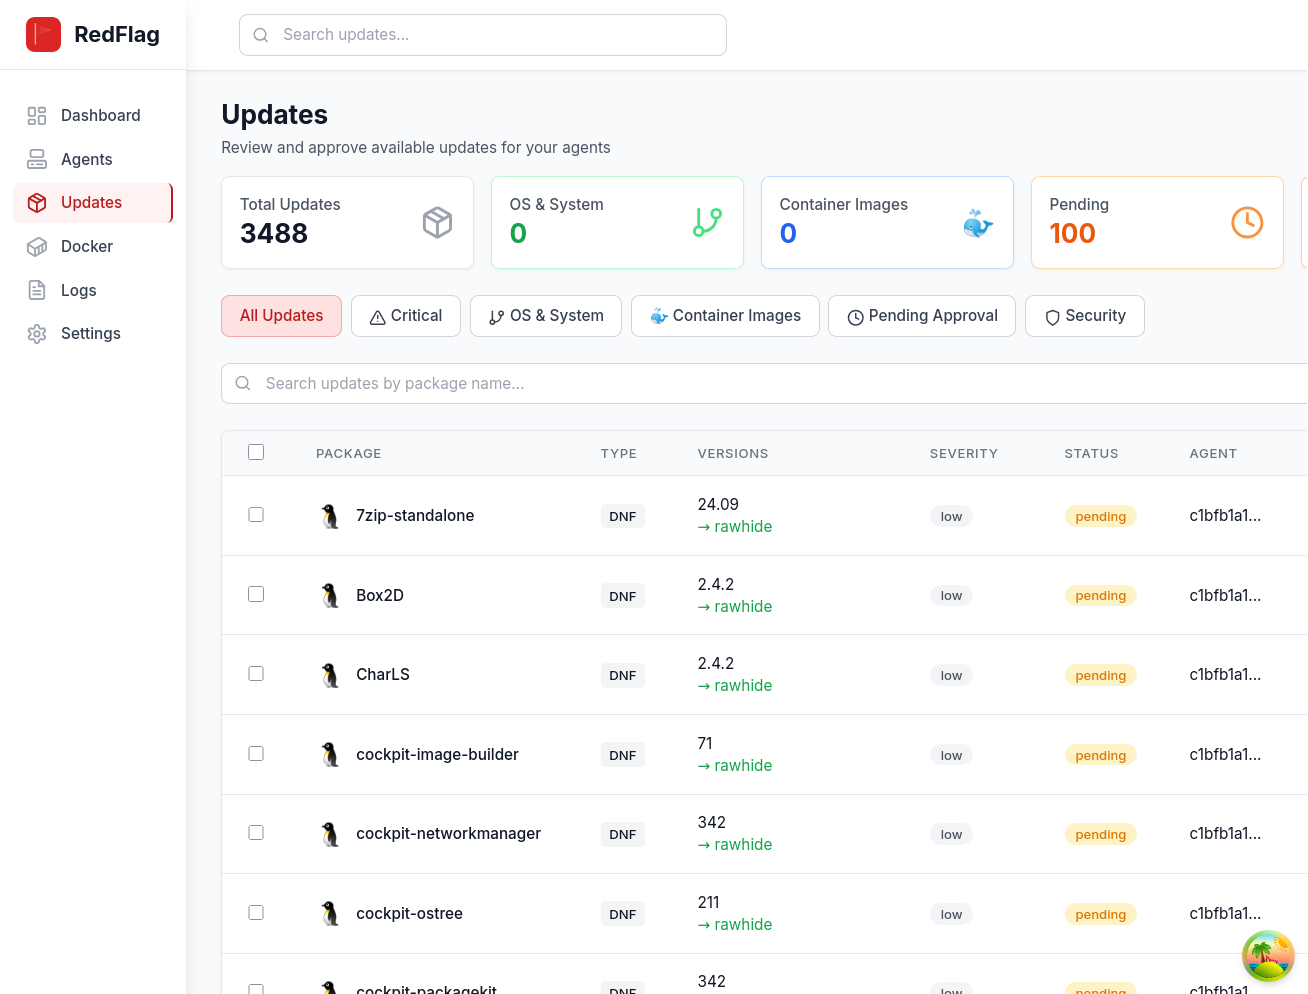 RedFlag
Search updates...
Dashboard
Agents
Updates
Docker
Logs
Settings
Updates
Review and approve available updates for your agents
Total Updates
3488
OS & System
0
Container Images
0
Pending
100
All Updates
Critical
OS & System
Container Images
Pending Approval
Security
Search updates by package name...
PACKAGE TYPE VERSIONS SEVERITY STATUS AGENT
7zip-standalone DNF 24.09 → rawhide low pending c1bfb1a1...
Box2D DNF 2.4.2 → rawhide low pending c1bfb1a1...
CharLS DNF 2.4.2 → rawhide low pending c1bfb1a1...
cockpit-image-builder DNF 71 → rawhide low pending c1bfb1a1...
cockpit-networkmanager DNF 342 → rawhide low pending c1bfb1a1...
cockpit-ostree DNF 211 → rawhide low pending c1bfb1a1...
cockpit-packagekit DNF 342 low pending c1bfb1a1